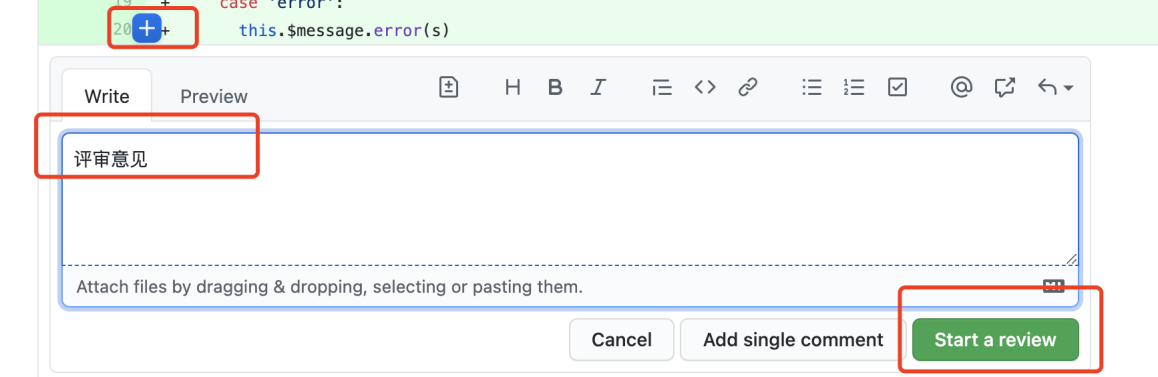 19 + case 'error':
20 + this.$message.error(s)
Write Preview
评审意见
Attach files by dragging & dropping, selecting or pasting them.
Cancel Add single comment Start a review